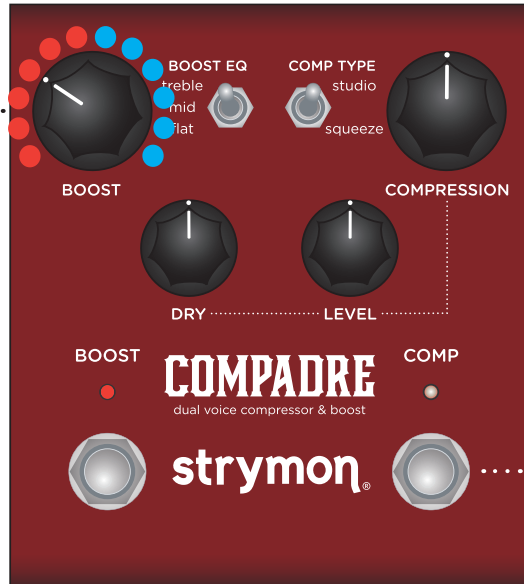 BOOST EQ
COMP TYPE
treble
mid
flat
studio
squeeze
BOOST
COMPRESSION
DRY
LEVEL
BOOST
COMP
COMPADRE
dual voice compressor & boost
strymon®